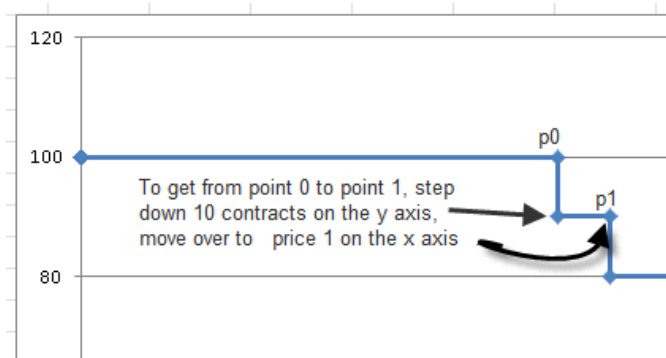 120
p0
100
To get from point 0 to point 1, step
p1
down 10 contracts on the y axis,
move over to   price 1 on the x axis
80